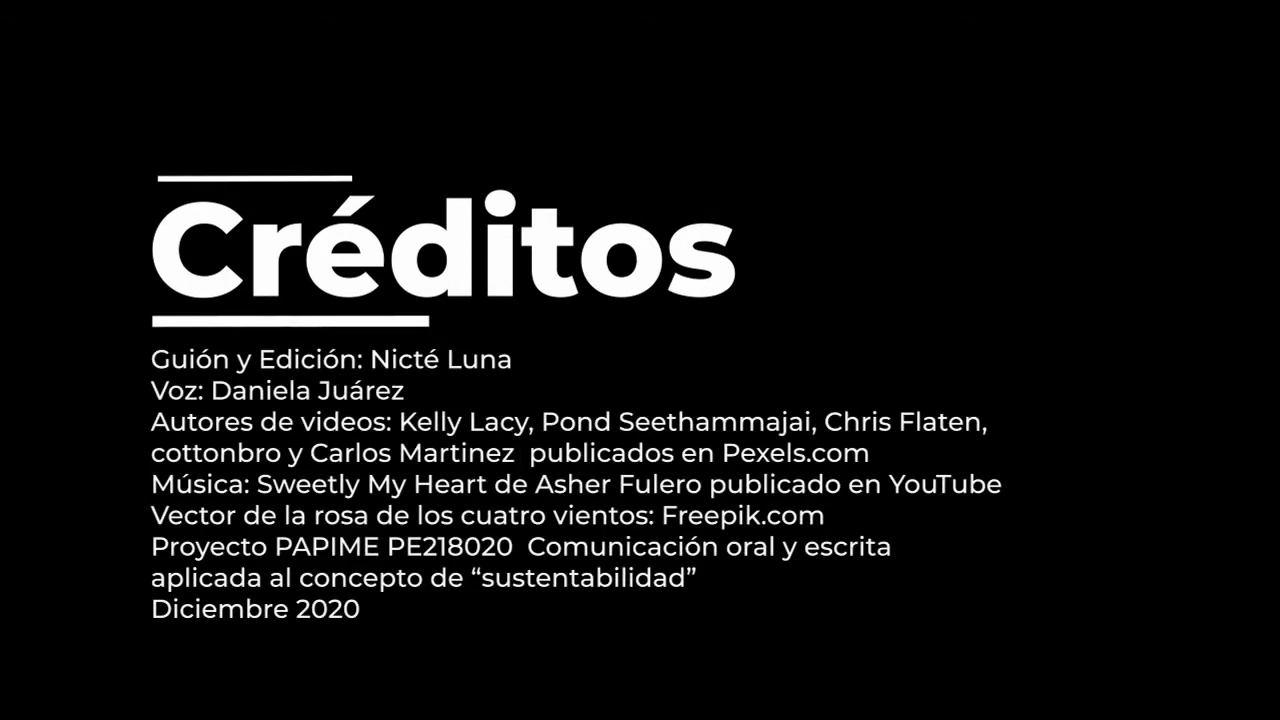 Créditos
Guión y Edición: Nicté Luna
Voz: Daniela Juárez
Autores de videos: Kelly Lacy, Pond Seethammajai, Chris Flaten,
cottonbro y Carlos Martinez  publicados en Pexels.com
Música: Sweetly My Heart de Asher Fulero publicado en YouTube
Vector de la rosa de los cuatro vientos: Freepik.com
Proyecto PAPIME PE218020  Comunicación oral y escrita
aplicada al concepto de “sustentabilidad”
Diciembre 2020